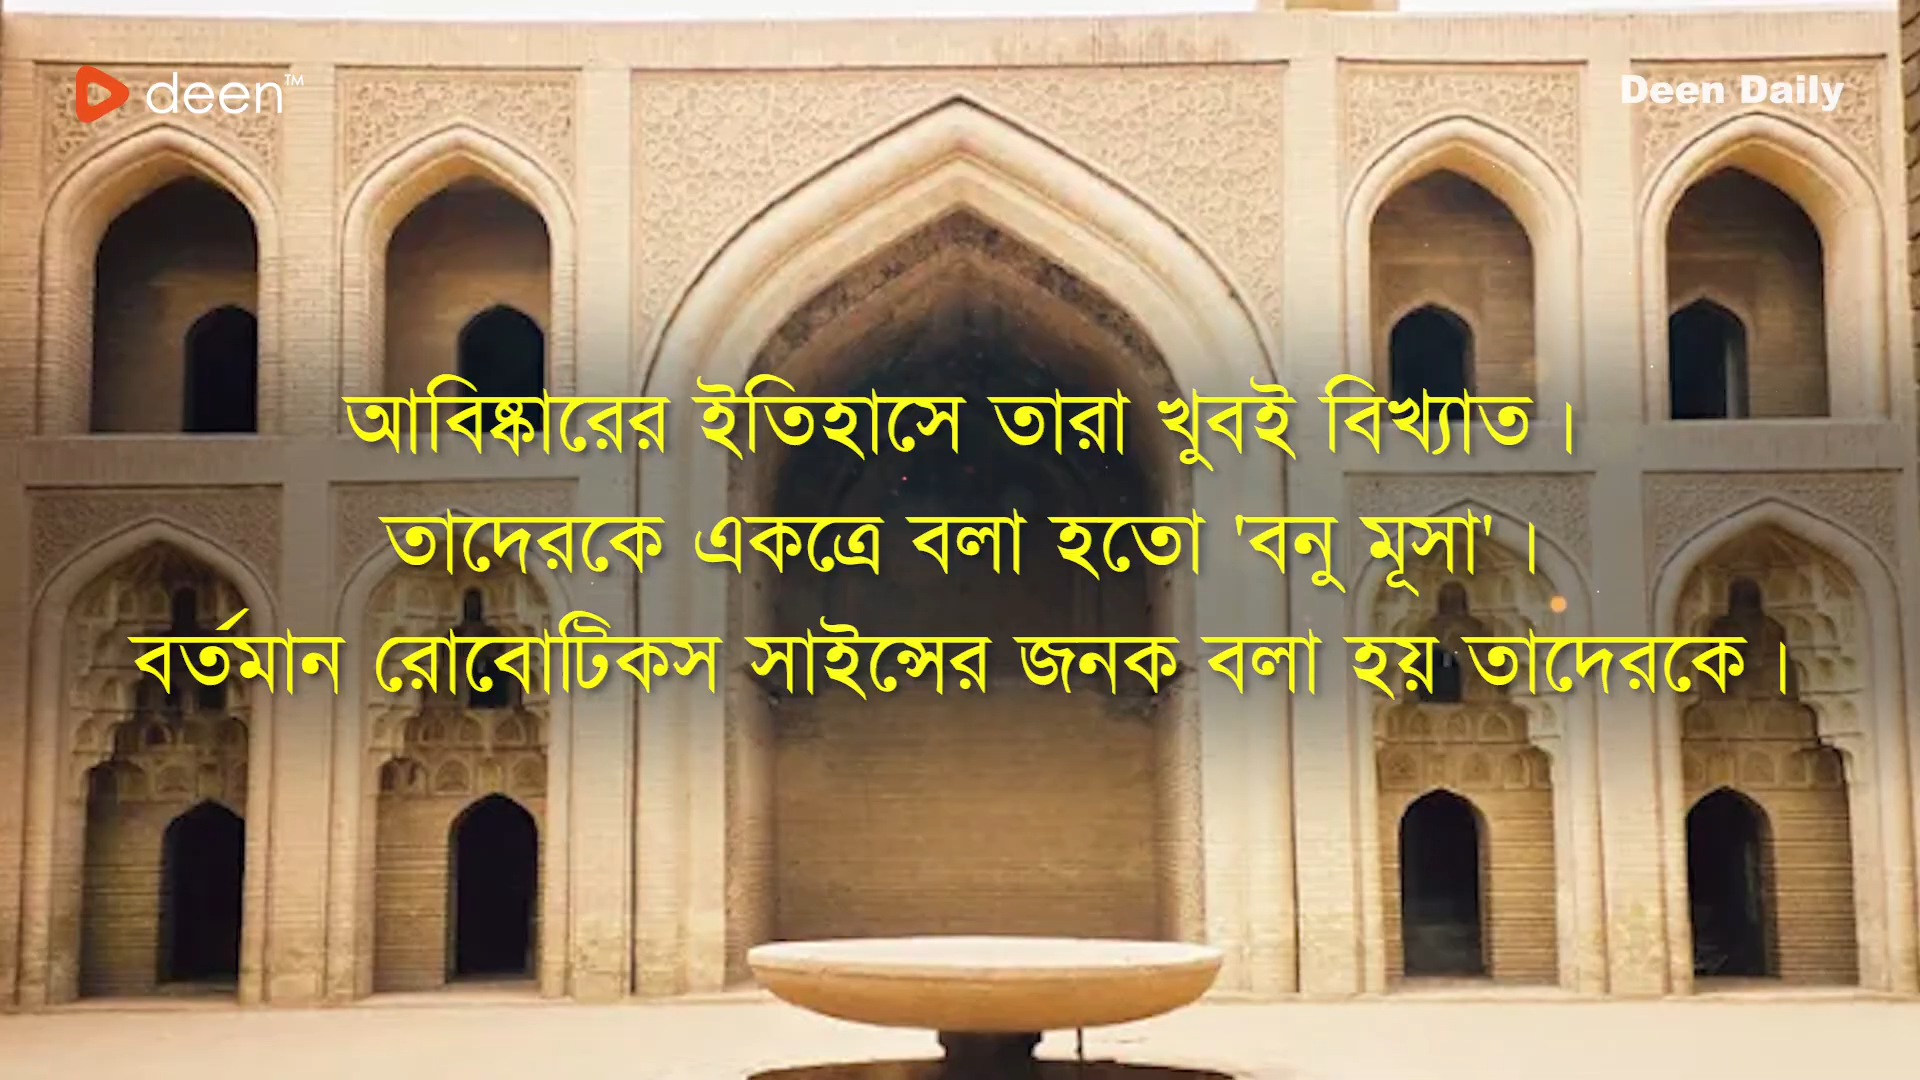 deen™
Deen Daily
আবিষ্কারের ইতিহাসে তারা খুবই বিখ্যাত।
তাদেরকে একত্রে বলা হতো 'বনু মূসা'।
বর্তমান রোবোটিকস সাইন্সের জনক বলা হয় তাদেরকে।